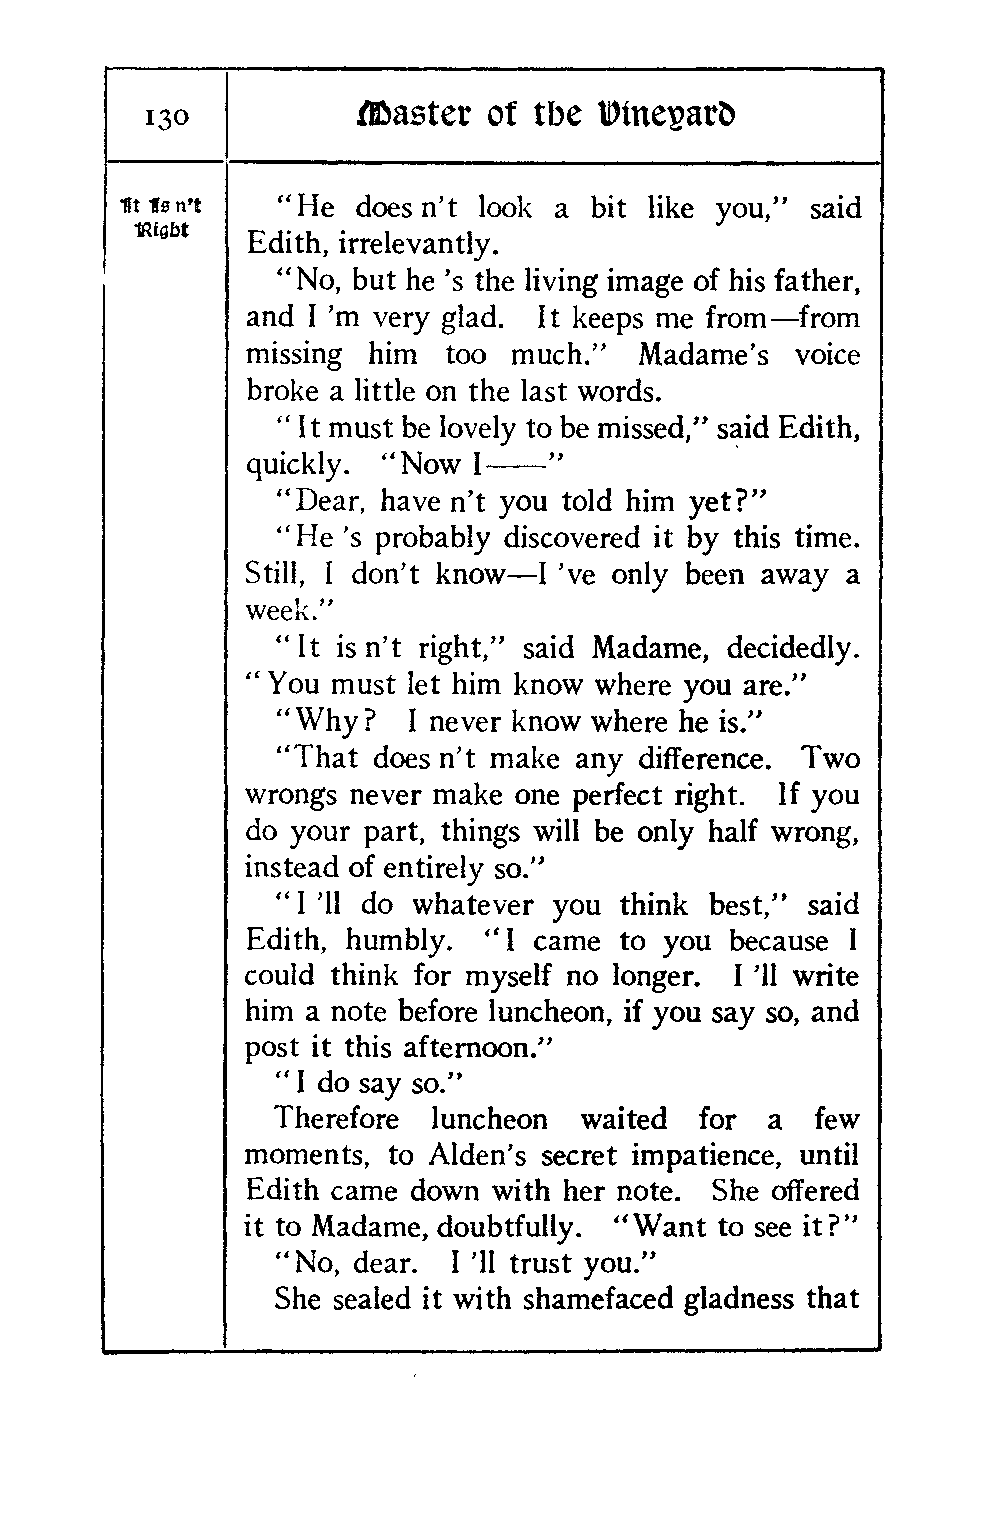 130
Master of the Vineyard
It Is n't
Right
"He does n't look a bit like you," said
Edith, irrelevantly.
"No, but he 's the living image of his father,
and I 'm very glad. It keeps me from—from
missing him too much." Madame's voice
broke a little on the last words.
"It must be lovely to be missed," said Edith,
quickly. "Now I——"
"Dear, have n't you told him yet?"
"He 's probably discovered it by this time.
Still, I don't know—I 've only been away a
week."
"It is n't right," said Madame, decidedly.
"You must let him know where you are."
"Why? I never know where he is."
"That does n't make any difference. Two
wrongs never make one perfect right. If you
do your part, things will be only half wrong,
instead of entirely so."
"I 'll do whatever you think best," said
Edith, humbly. "I came to you because I
could think for myself no longer. I 'll write
him a note before luncheon, if you say so, and
post it this afternoon."
"I do say so."
Therefore luncheon waited for a few
moments, to Alden's secret impatience, until
Edith came down with her note. She offered
it to Madame, doubtfully. "Want to see it?"
"No, dear. I 'll trust you."
She sealed it with shamefaced gladness that